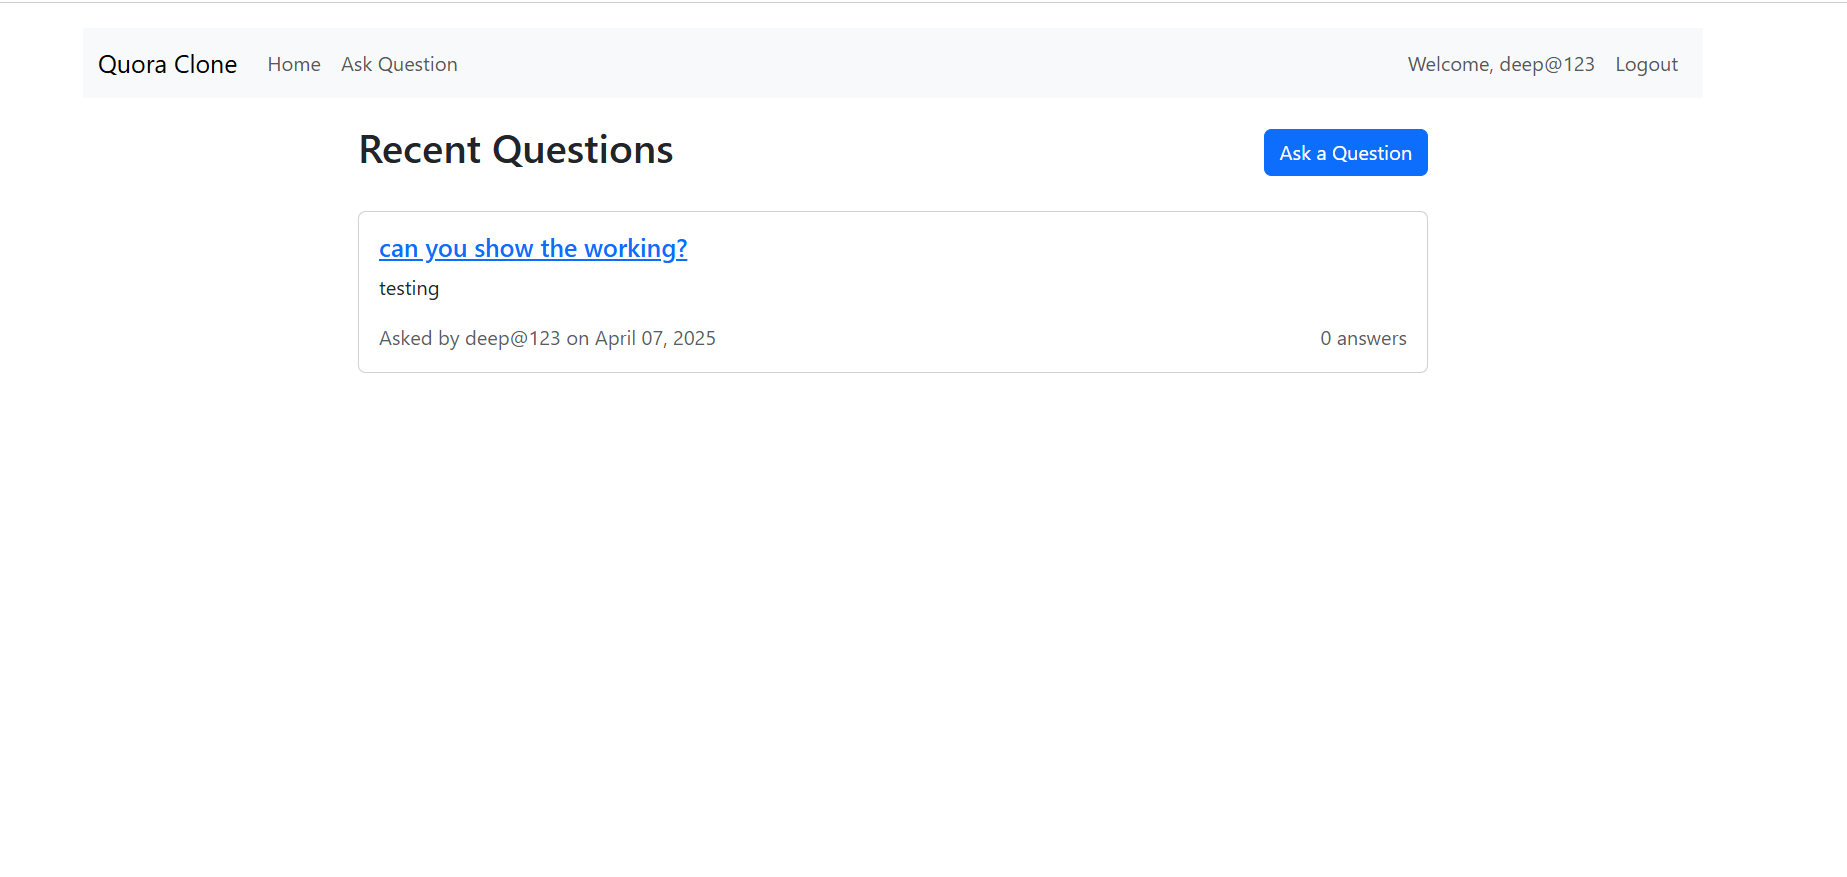 Quora Clone Home Ask Question Welcome, deep@123 Logout
Recent Questions Ask a Question
can you show the working?
testing
Asked by deep@123 on April 07, 2025 0 answers